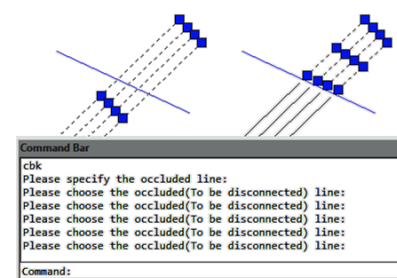 Command Bar
cbk
Please specify the occluded line:
Please choose the occluded(To be disconnected) line:
Please choose the occluded(To be disconnected) line:
Please choose the occluded(To be disconnected) line:
Please choose the occluded(To be disconnected) line:
Please choose the occluded(To be disconnected) line:
Command: